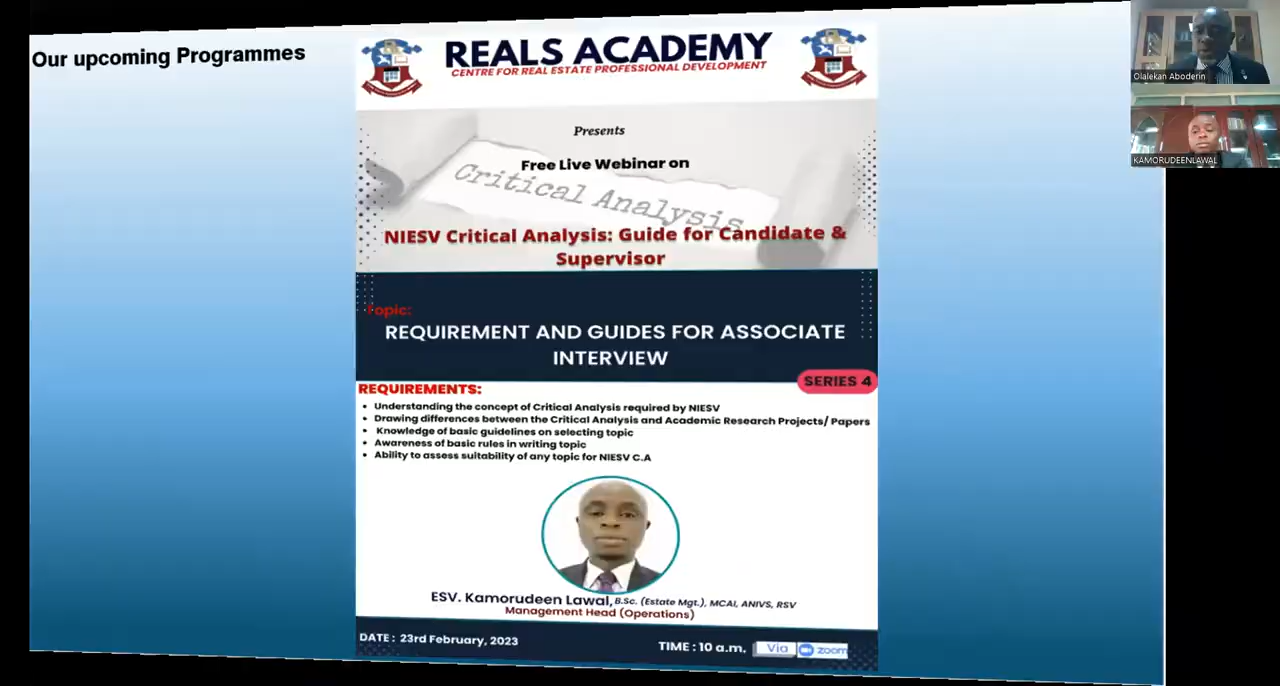 Our upcoming Programmes
REALS ACADEMY
CENTRE FOR REAL ESTATE PROFESSIONAL DEVELOPMENT
Presents
Free Live Webinar on
Critical Analysis
NIESV Critical Analysis: Guide for Candidate &
Supervisor
Topic:
REQUIREMENT AND GUIDES FOR ASSOCIATE
INTERVIEW
SERIES 4
REQUIREMENTS:
• Understanding the concept of Critical Analysis required by NIESV
• Drawing differences between the Critical Analysis and Academic Research Projects/ Papers
• Knowledge of basic guidelines on selecting topic
• Awareness of basic rules in writing topic
• Ability to assess suitability of any topic for NIESV C.A
ESV. Kamorudeen Lawal, B.Sc. (Estate Mgt.), MCAI, ANIVS, RSV
Management Head (Operations)
DATE : 23rd February, 2023
TIME : 10 a.m. Via zoom
Olalekan Aboderin
KAMORUDEENLAWAL